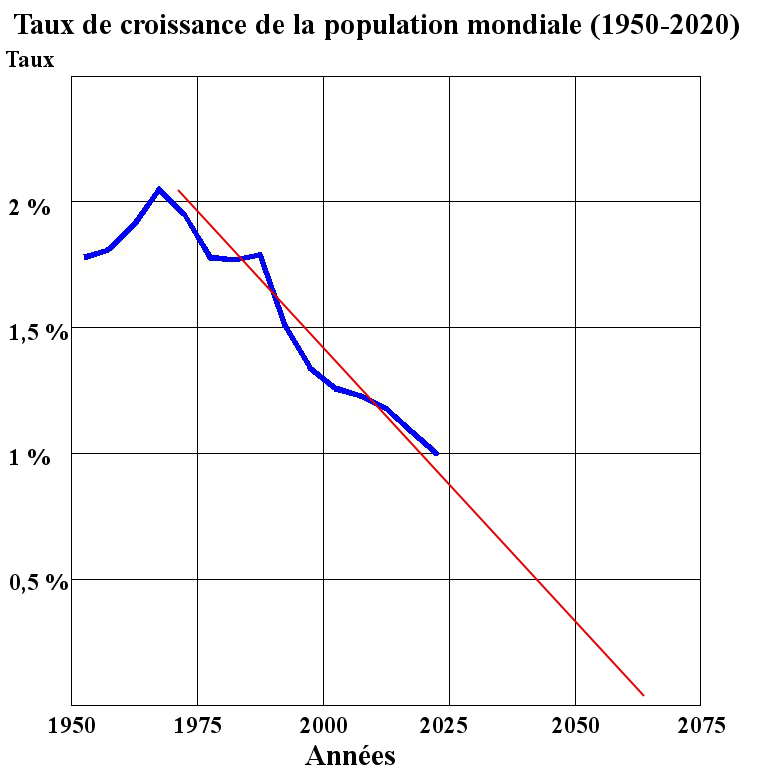 Taux de croissance de la population mondiale (1950-2020)
Taux
2 %
1,5 %
1 %
0,5 %
1950 1975 2000 2025 2050 2075
Années